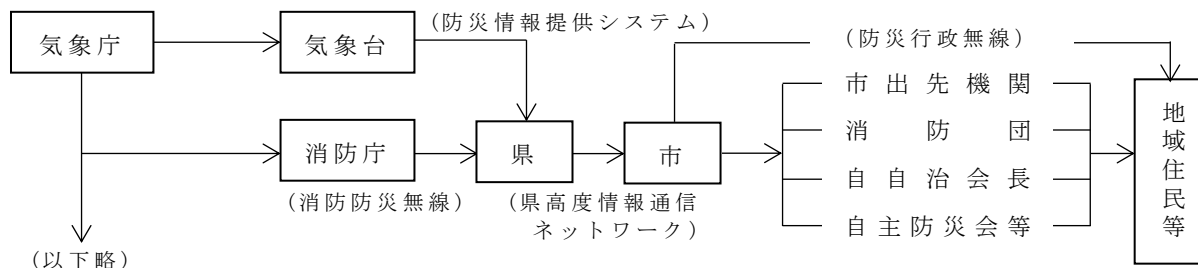 気象庁
気象台
(防災情報提供システム)
(防災行政無線)
市出先機関
消防団
自自治会長
自主防災会等
地域住民等
消防庁
県
市
(消防防災無線)
(県高度情報通信
ネットワーク)
(以下略)